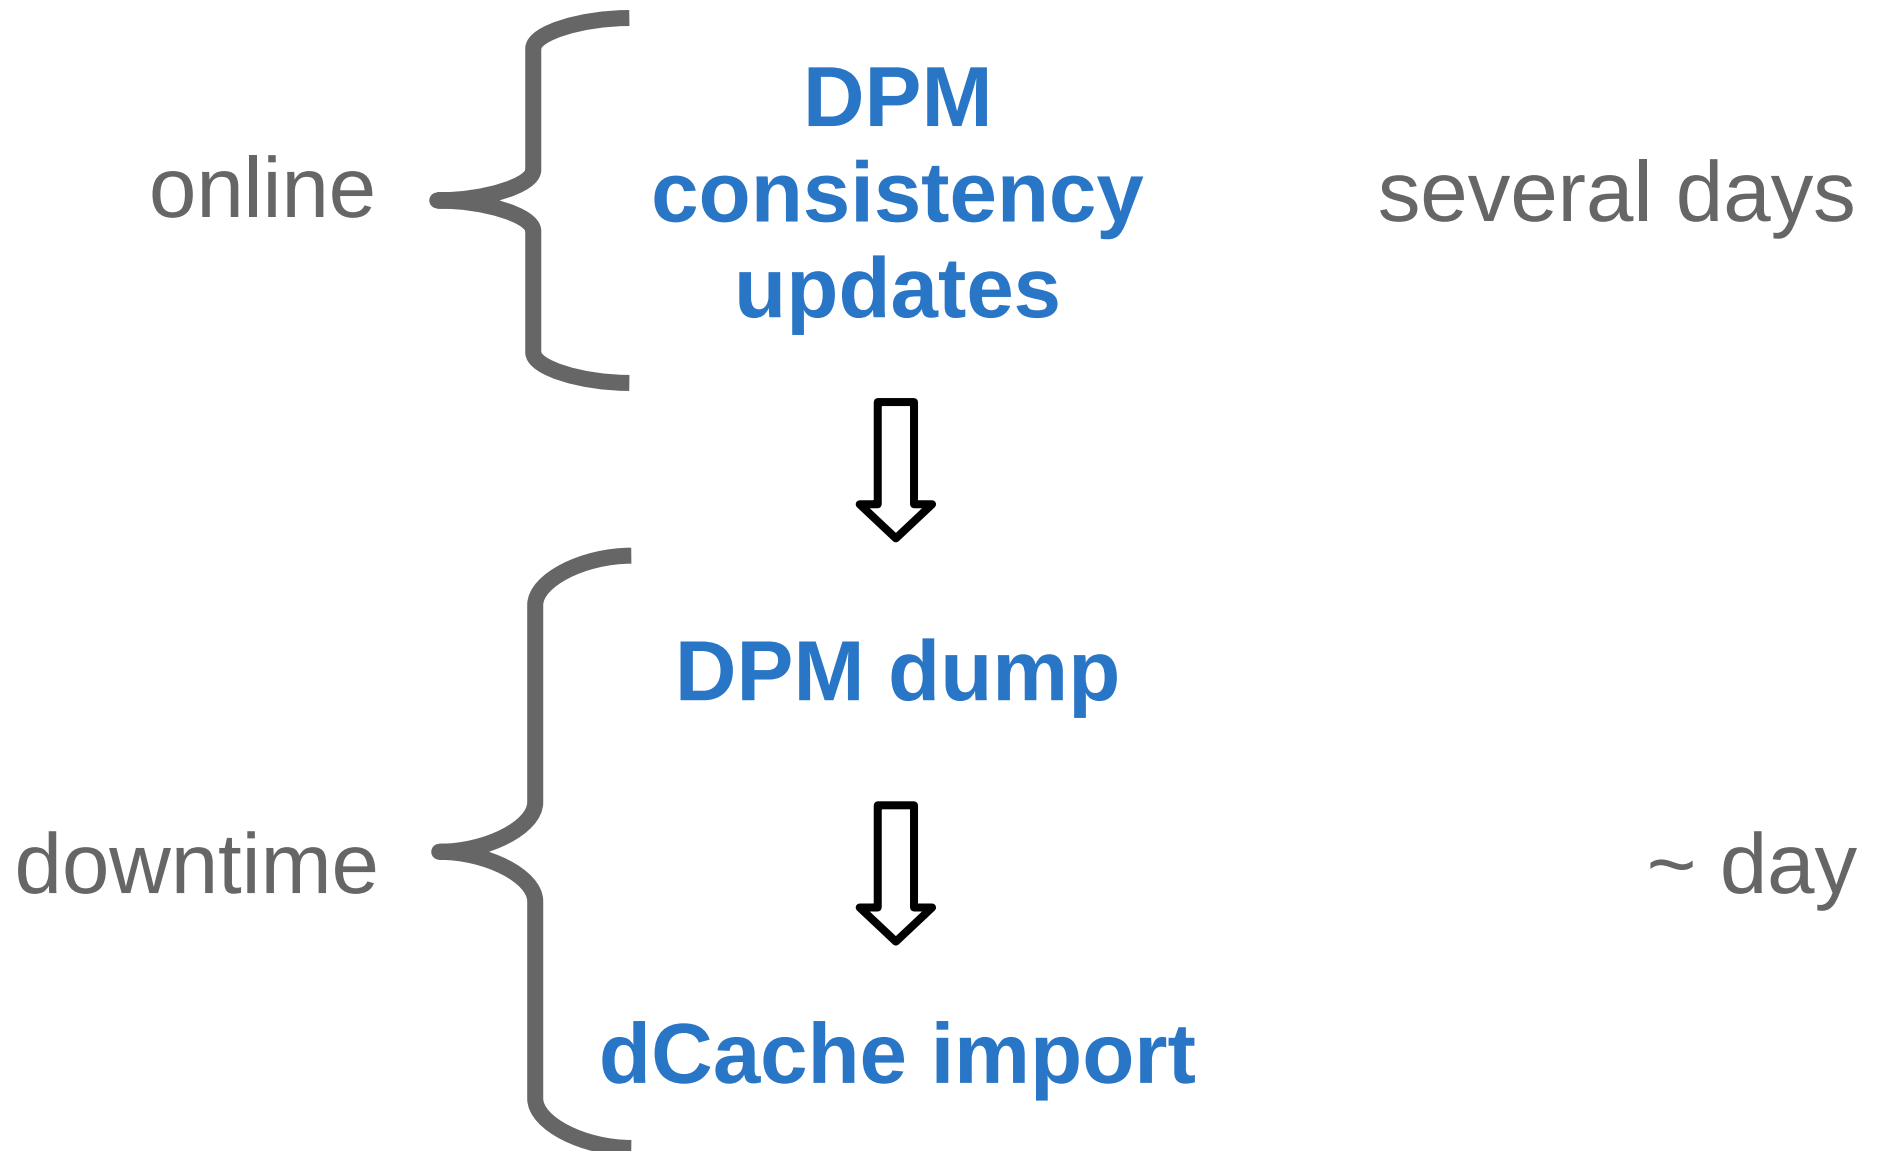 DPM
online
consistency
several days
updates
DPM dump
downtime
~ day
dCache import